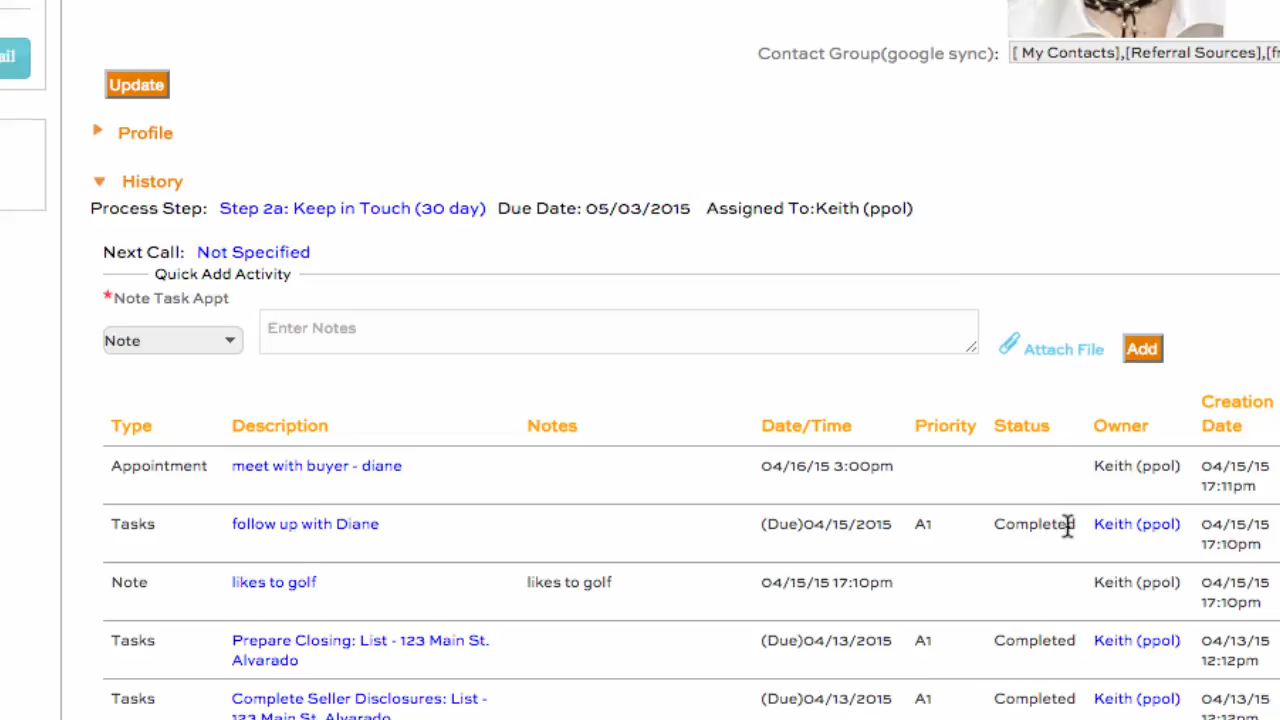 ail
Contact Group(google sync): [ My Contacts],[Referral Sources],[fr
Update
Profile
History
Process Step: Step 2a: Keep in Touch (30 day) Due Date: 05/03/2015 Assigned To:Keith (ppol)
Next Call: Not Specified
Quick Add Activity
*Note Task Appt
Note Enter Notes Attach File Add
Type Description Notes Date/Time Priority Status Owner Creation Date
Appointment meet with buyer - diane 04/16/15 3:00pm Keith (ppol) 04/15/15
17:11pm
Tasks follow up with Diane (Due)04/15/2015 A1 Completed Keith (ppol) 04/15/15
17:10pm
Note likes to golf likes to golf 04/15/15 17:10pm Keith (ppol) 04/15/15
17:10pm
Tasks Prepare Closing: List - 123 Main St. (Due)04/13/2015 A1 Completed Keith (ppol) 04/13/15
Alvarado 12:12pm
Tasks Complete Seller Disclosures: List - (Due)04/13/2015 A1 Completed Keith (ppol) 04/13/15
123 Main St. Alvarado 12:12pm